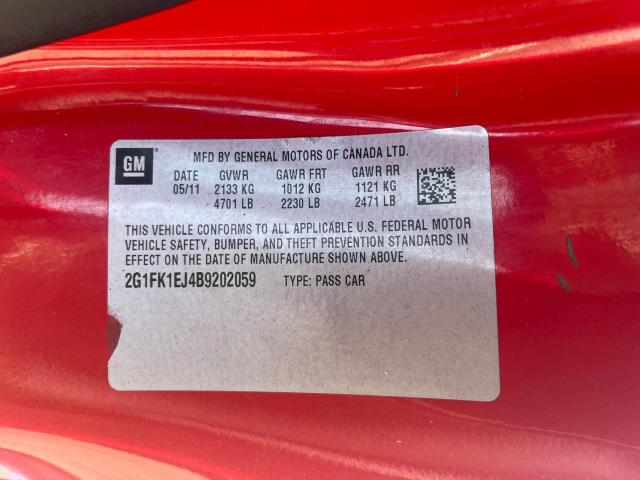 GM
MFD BY GENERAL MOTORS OF CANADA LTD.
DATE GVWR GAWR FRT GAWR RR
05/11 2133 KG 1012 KG 1121 KG
4701 LB 2230 LB 2471 LB
THIS VEHICLE CONFORMS TO ALL APPLICABLE U.S. FEDERAL MOTOR
VEHICLE SAFETY, BUMPER, AND THEFT PREVENTION STANDARDS IN
EFFECT ON THE DATE OF MANUFACTURE SHOWN ABOVE.
2G1FK1EJ4B9202059 TYPE: PASS CAR